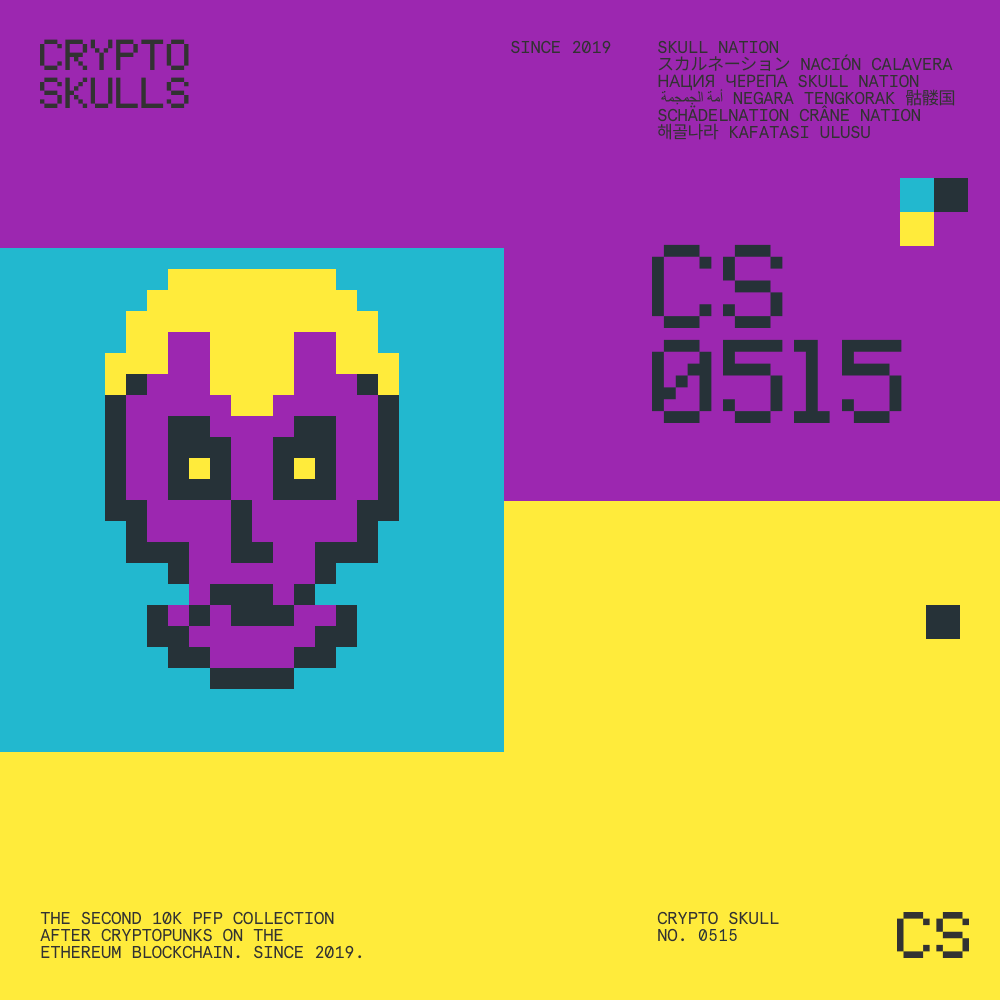 CRYPTO
SKULLS
SINCE 2019
SKULL NATION
スカルネーション NACIÓN CALAVERA
НАЦИЯ ЧЕРЕПА SKULL NATION
أمة الجمجمة NEGARA TENGKORAK 骷髅国
SCHÄDELNATION CRÂNE NATION
해골나라 KAFATASI ULUSU
CS
0515
THE SECOND 10K PFP COLLECTION
AFTER CRYPTOPUNKS ON THE
ETHEREUM BLOCKCHAIN. SINCE 2019.
CRYPTO SKULL
NO. 0515
CS